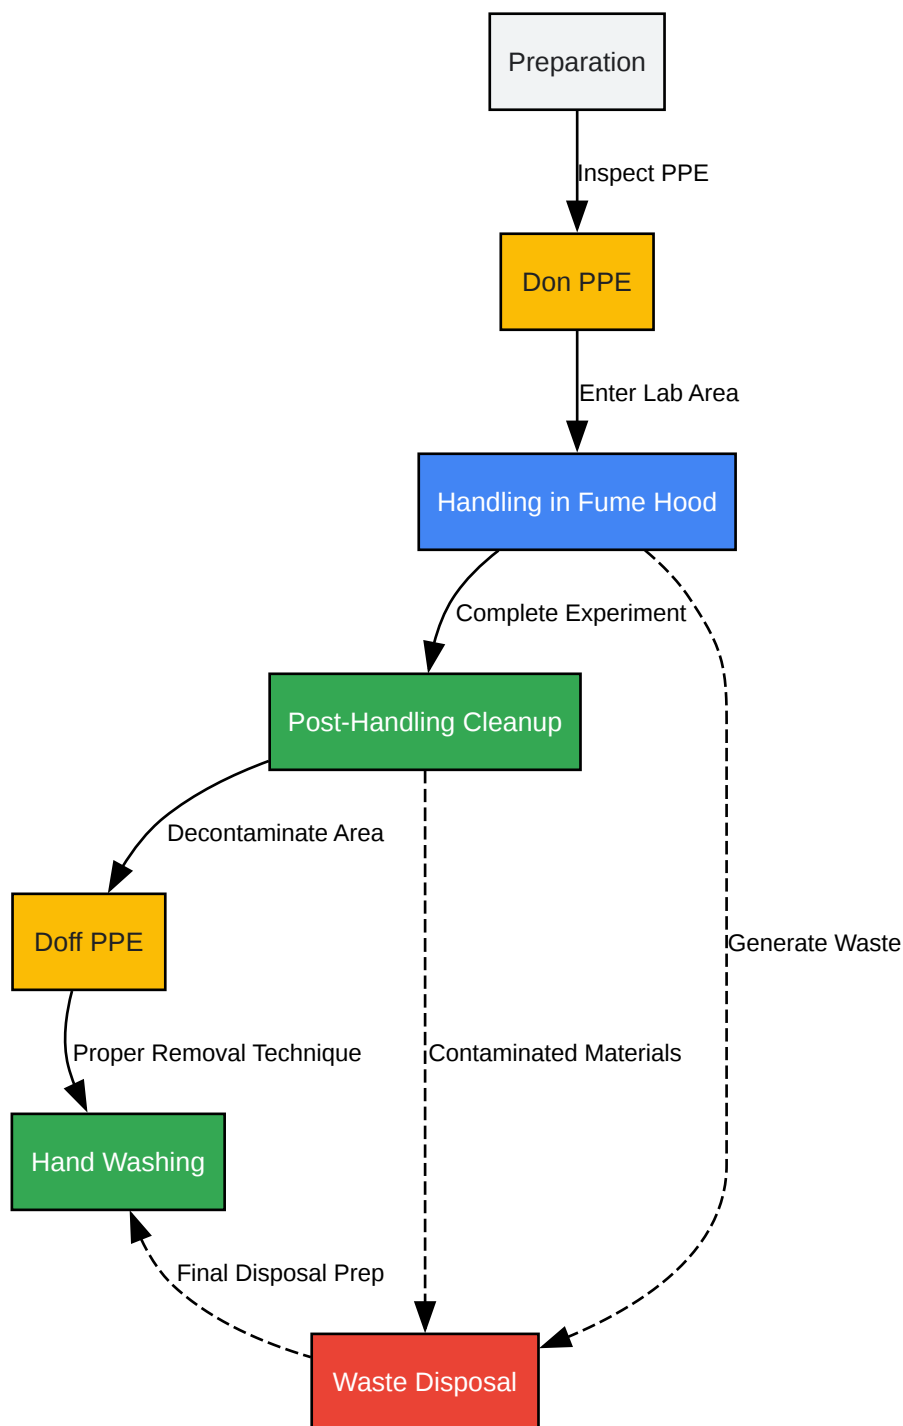 Preparation
Inspect PPE
Don PPE
Enter Lab Area
Handling in Fume Hood
Complete Experiment
Post-Handling Cleanup
Decontaminate Area
Doff PPE
Generate Waste
Proper Removal Technique
Contaminated Materials
Hand Washing
Final Disposal Prep
Waste Disposal